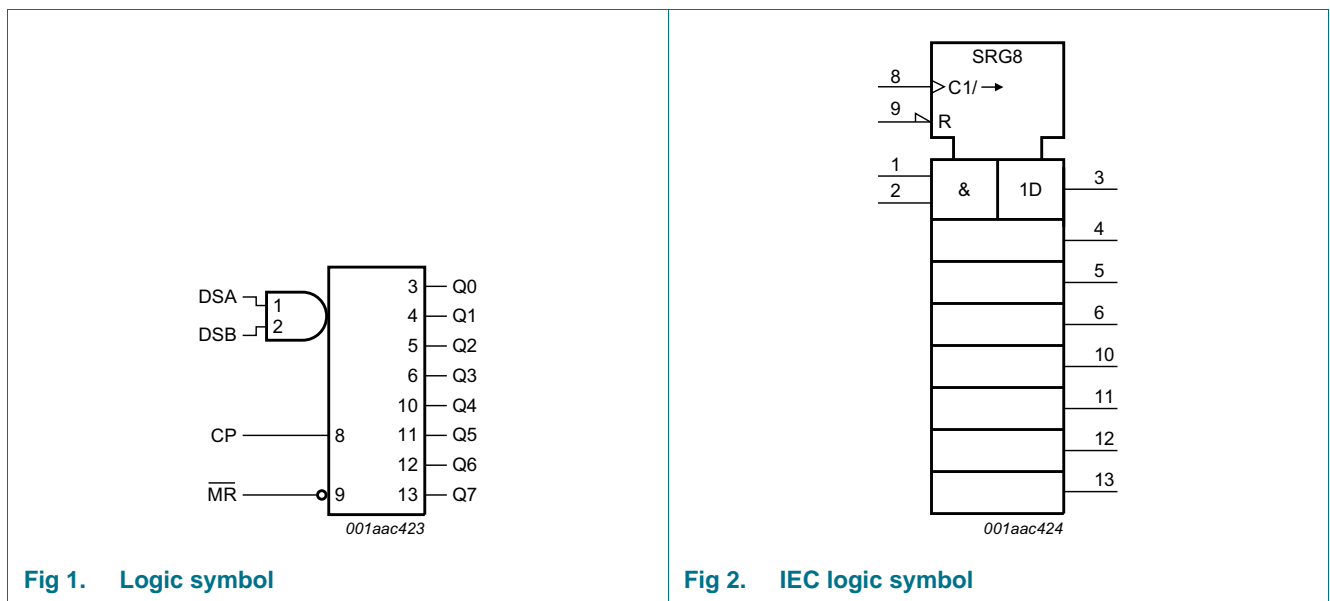 DSA
DSB
1
2
CP
8
MR
9
3 Q0
4 Q1
5 Q2
6 Q3
10 Q4
11 Q5
12 Q6
13 Q7
001aac423
Fig 1. Logic symbol
SRG8
8
C1/→
9
R
1
2
&
1D
3
4
5
6
10
11
12
13
001aac424
Fig 2. IEC logic symbol